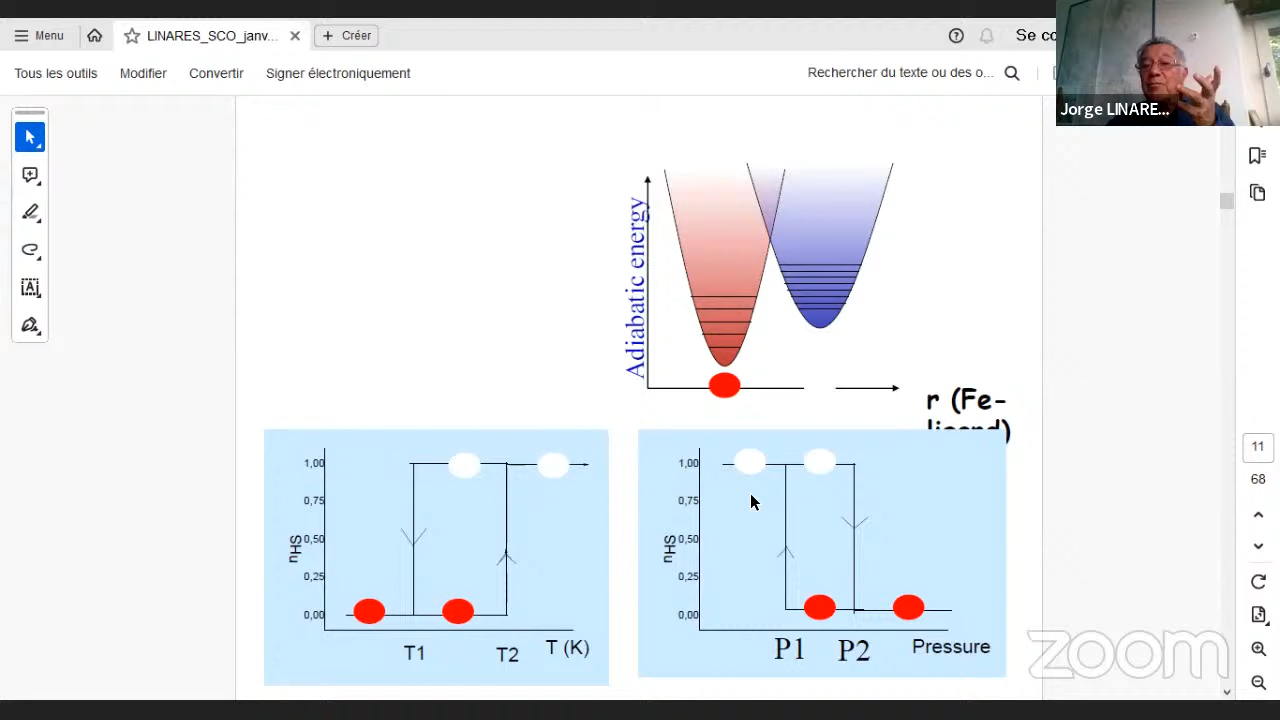 Menu
LINARES_SCO_janv...
Créer
Se co
Tous les outils
Modifier
Convertir
Signer électroniquement
Rechercher du texte ou des o...
Jorge LINARE...
Adiabatic energy
r (Fe-
ligand)
1,00
0,75
0,50
0,25
0,00
nHS
T1
T2
T (K)
1,00
0,75
0,50
0,25
0,00
nHS
P1
P2
Pressure
11
68
zoom